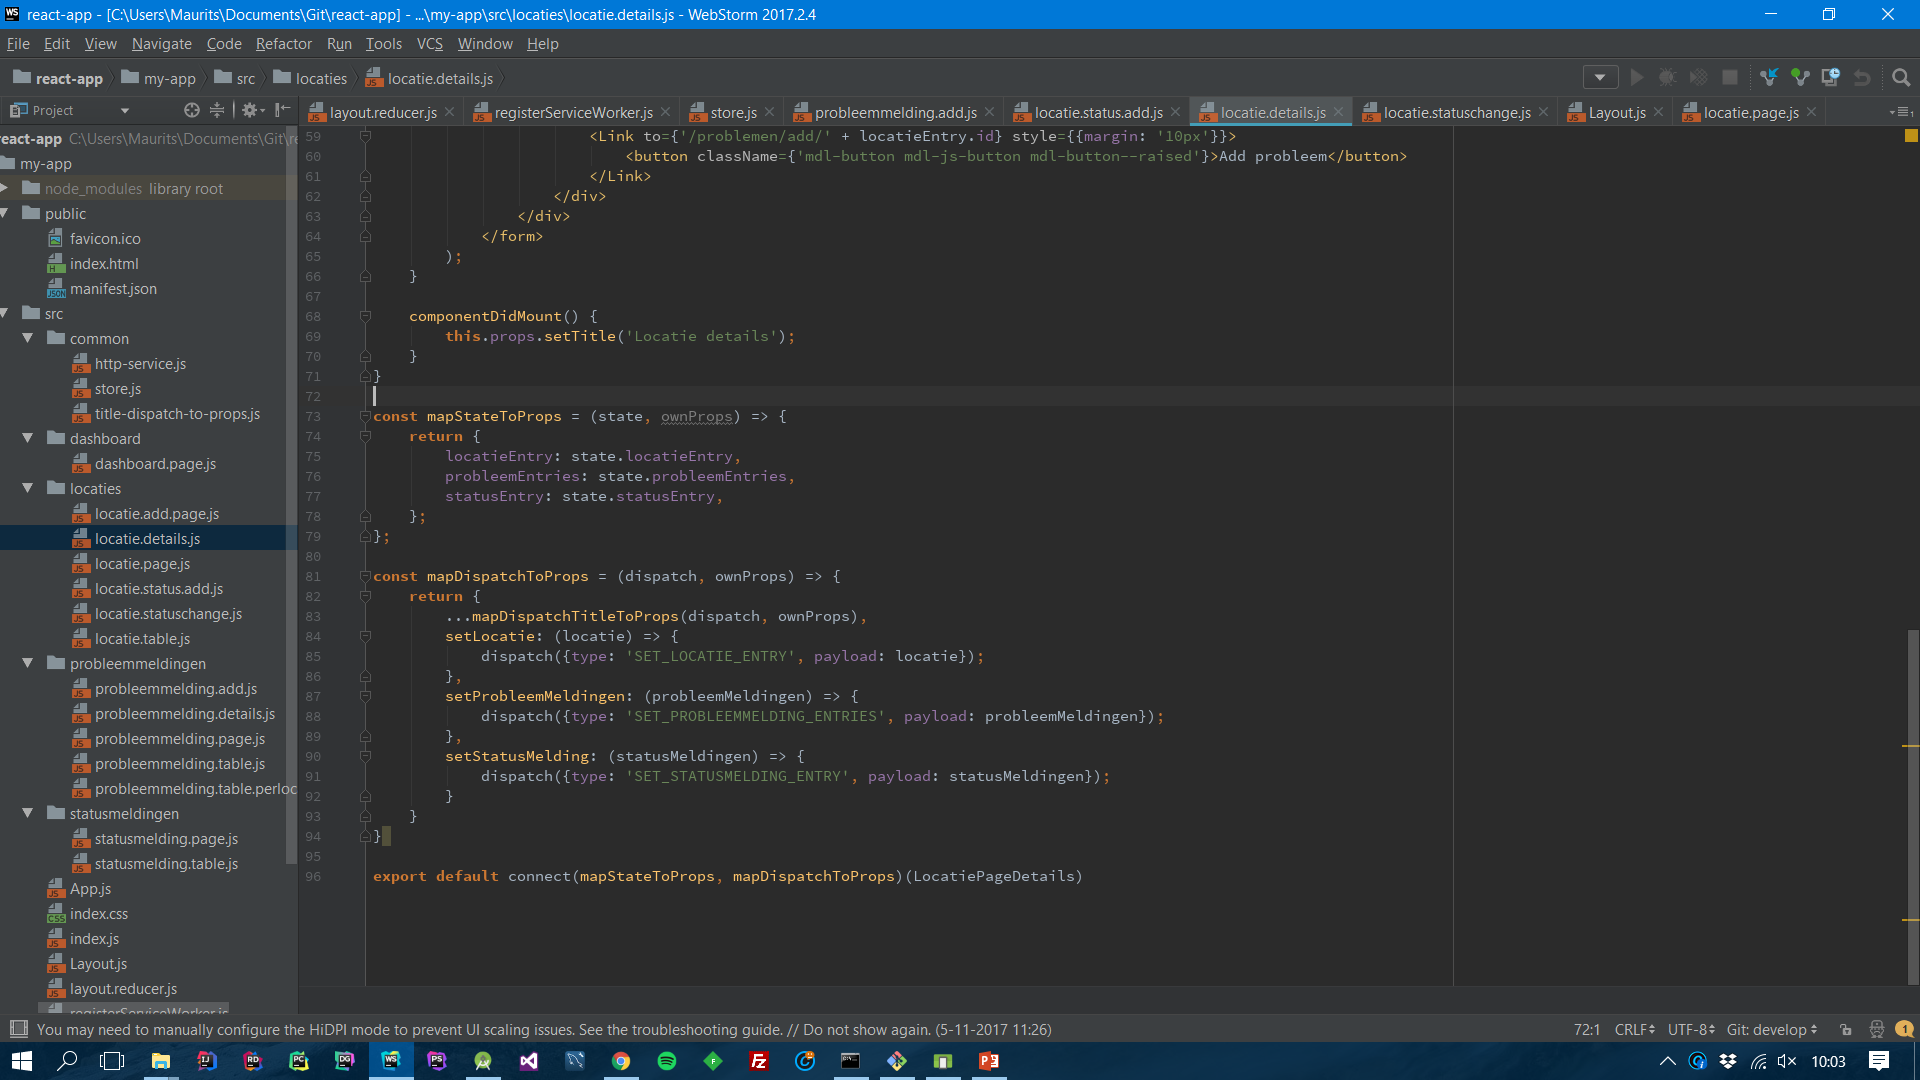 react-app - [C:\Users\Maurits\Documents\Git\react-app] - ...\my-app\src\locaties\locatie.details.js - WebStorm 2017.2.4
File Edit View Navigate Code Refactor Run Tools VCS Window Help
react-app my-app src locaties locatie.details.js
Project
layout.reducer.js registerServiceWorker.js store.js probleemmelding.add.js locatie.status.add.js locatie.details.js locatie.statuschange.js Layout.js locatie.page.js
react-app C:\Users\Maurits\Documents\Git\re
my-app
node_modules library root
public
favicon.ico
index.html
manifest.json
src
common
http-service.js
store.js
title-dispatch-to-props.js
dashboard
dashboard.page.js
locaties
locatie.add.page.js
locatie.details.js
locatie.page.js
locatie.status.add.js
locatie.statuschange.js
locatie.table.js
probleemmeldingen
probleemmelding.add.js
probleemmelding.details.js
probleemmelding.page.js
probleemmelding.table.js
probleemmelding.table.perloc
statusmeldingen
statusmelding.page.js
statusmelding.table.js
App.js
index.css
index.js
Layout.js
layout.reducer.js
registerServiceWorker.js
59 <Link to={'/problemen/add/' + locatieEntry.id} style={{margin: '10px'}}>
60 <button className={'mdl-button mdl-js-button mdl-button--raised'}>Add probleem</button>
61 </Link>
62 </div>
63 </div>
64 </form>
65 );
66 }
67
68 componentDidMount() {
69 this.props.setTitle('Locatie details');
70 }
71 }
72
73 const mapStateToProps = (state, ownProps) => {
74 return {
75 locatieEntry: state.locatieEntry,
76 probleemEntries: state.probleemEntries,
77 statusEntry: state.statusEntry,
78 };
79 };
80
81 const mapDispatchToProps = (dispatch, ownProps) => {
82 return {
83 ...mapDispatchTitleToProps(dispatch, ownProps),
84 setLocatie: (locatie) => {
85 dispatch({type: 'SET_LOCATIE_ENTRY', payload: locatie});
86 },
87 setProbleemMeldingen: (probleemMeldingen) => {
88 dispatch({type: 'SET_PROBLEEMMELDING_ENTRIES', payload: probleemMeldingen});
89 },
90 setStatusMelding: (statusMeldingen) => {
91 dispatch({type: 'SET_STATUSMELDING_ENTRY', payload: statusMeldingen});
92 }
93 }
94 }
95
96 export default connect(mapStateToProps, mapDispatchToProps)(LocatiePageDetails)
You may need to manually configure the HiDPI mode to prevent UI scaling issues. See the troubleshooting guide. // Do not show again. (5-11-2017 11:26)
72:1 CRLF UTF-8 Git: develop 1
10:03